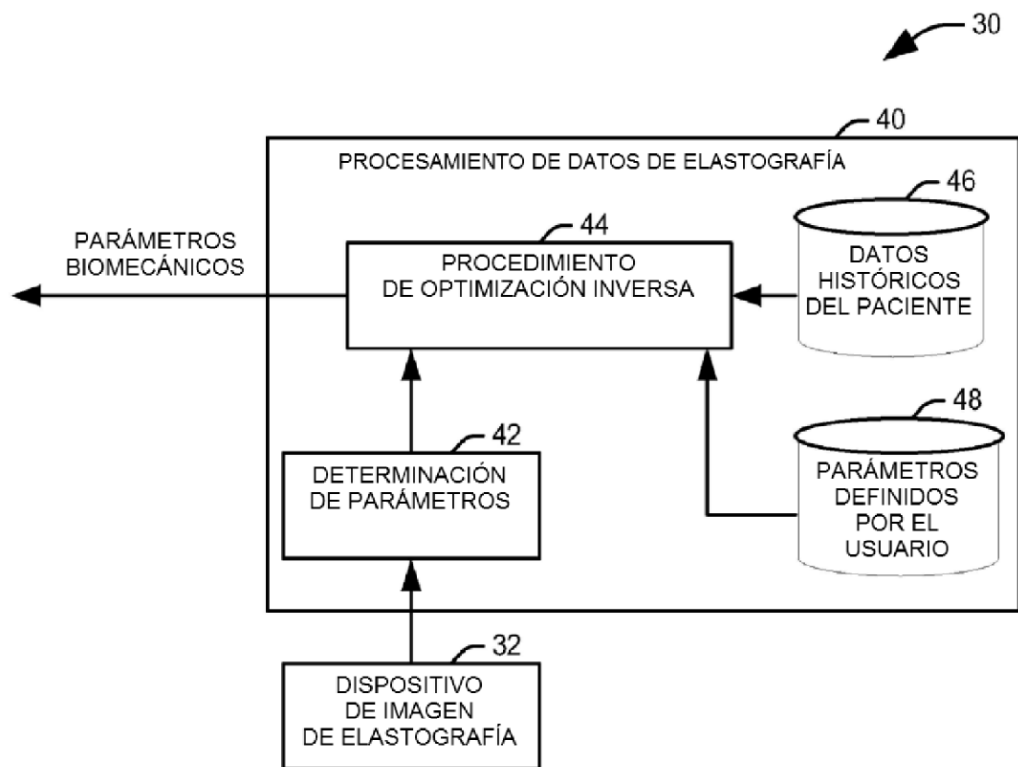 30
40
PROCESAMIENTO DE DATOS DE ELASTOGRAFÍA
46
DATOS
HISTÓRICOS
DEL PACIENTE
44
PROCEDIMIENTO
DE OPTIMIZACIÓN INVERSA
PARÁMETROS
BIOMECÁNICOS
42
DETERMINACIÓN
DE PARÁMETROS
48
PARÁMETROS
DEFINIDOS
POR EL
USUARIO
32
DISPOSITIVO
DE IMAGEN
DE ELASTOGRAFÍA